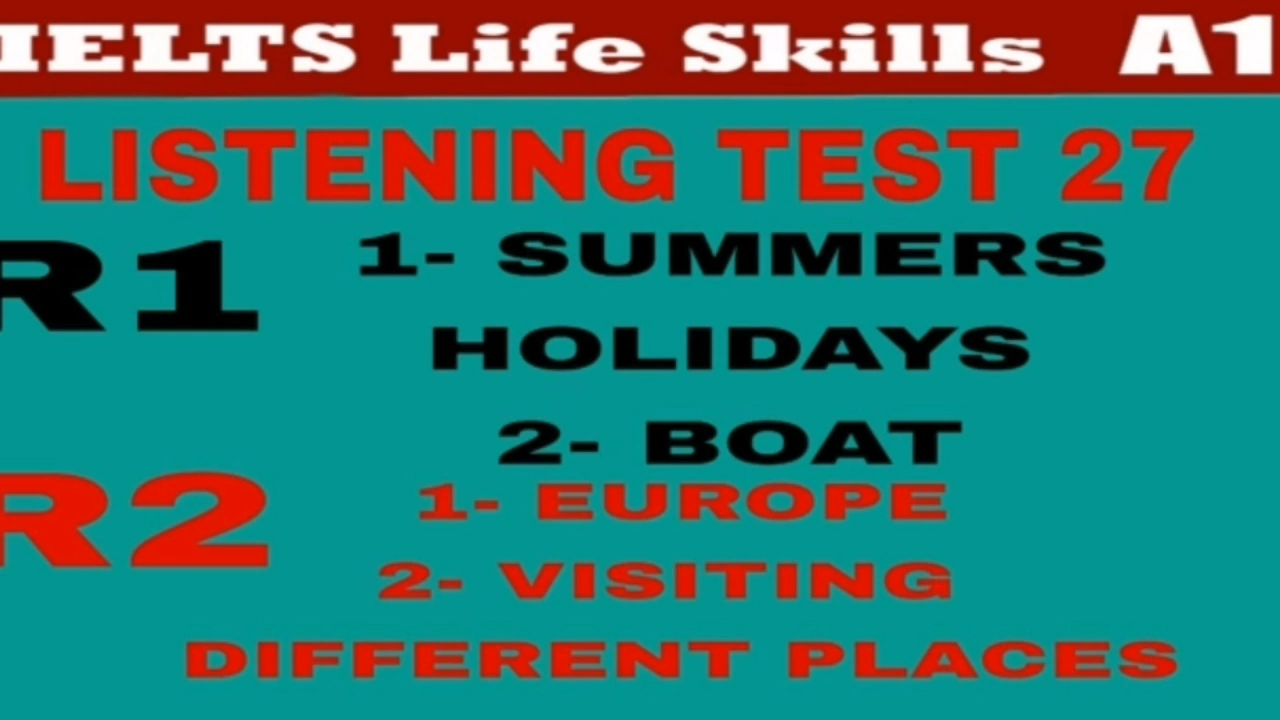 IELTS Life Skills A1
LISTENING TEST 27
R1
1- SUMMERS
HOLIDAYS
2- BOAT
R2
1- EUROPE
2- VISITING
DIFFERENT PLACES